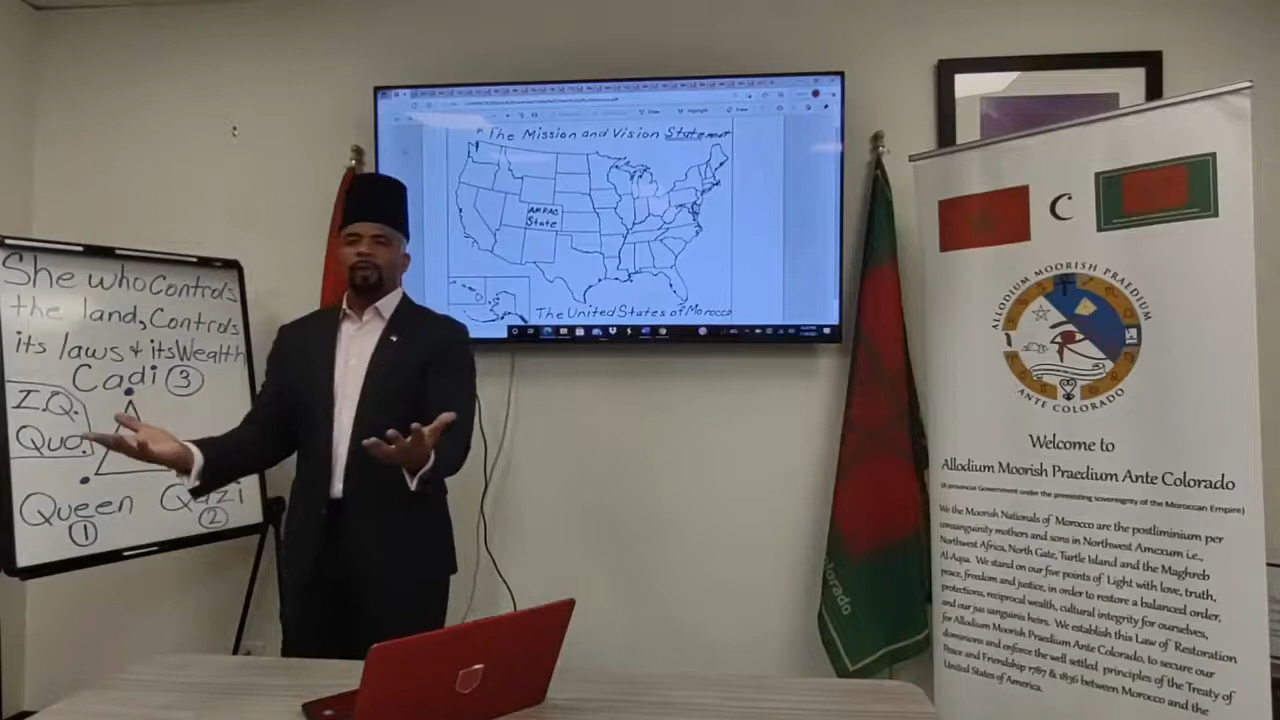 The Mission and Vision Statement
AMPAC
State
The United States of Morocco
She who Controls
the land, Controls
its laws & its Wealth
Cadi 3
I.Q.
Quo.
Queen
1
Quzi
2
olorado
ALLODIUM MOORISH PRAEDIUM
ANTE COLORADO
Welcome to
Allodium Moorish Praedium Ante Colorado
(A provincial Government under the preexisting sovereignty of the Moroccan Empire)
We the Moorish Nationals of Morocco are the postliminium per
consanguinity mothers and sons in Northwest Amexum i.e.,
Northwest Africa, North Gate, Turtle Island and the Maghreb
Al-Aqsa. We stand on our five points of Light with love, truth,
peace, freedom and justice, in order to restore a balanced order,
protections, reciprocal wealth, cultural integrity for ourselves,
and our jus sanguinis heirs. We establish this Law of Restoration
for Allodium Moorish Praedium Ante Colorado, to secure our
dominions and enforce the well settled principles of the Treaty of
Peace and Friendship 1787 & 1836 between Morocco and the
United States of America.